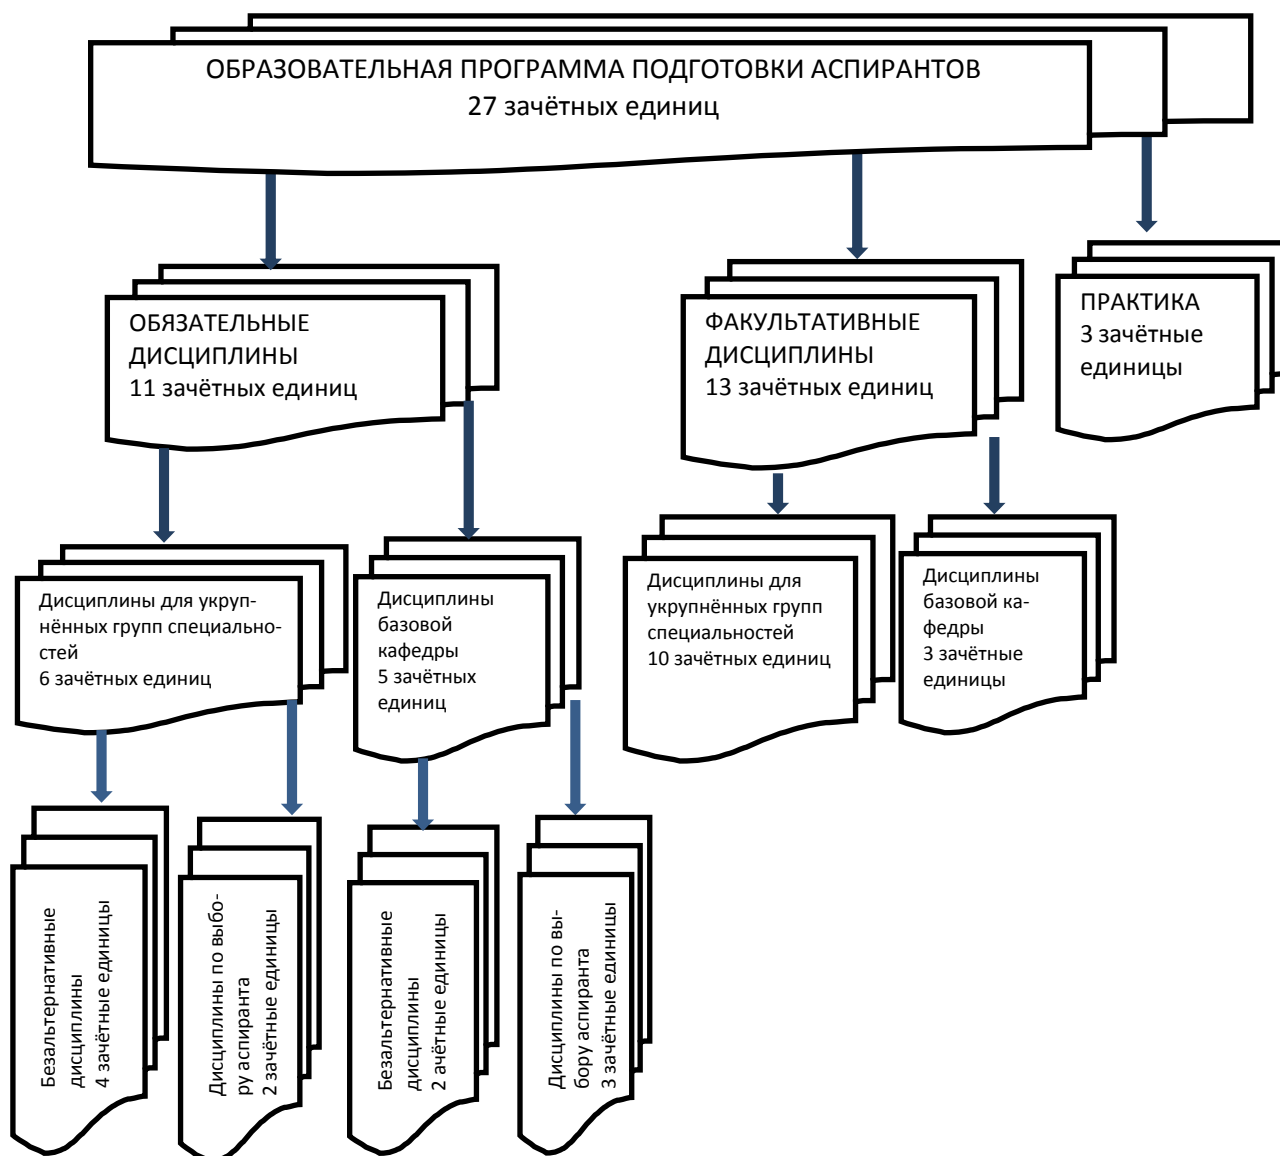 ОБРАЗОВАТЕЛЬНАЯ ПРОГРАММА ПОДГОТОВКИ АСПИРАНТОВ
27 зачётных единиц
ОБЯЗАТЕЛЬНЫЕ
ДИСЦИПЛИНЫ
11 зачётных единиц
ФАКУЛЬТАТИВНЫЕ
ДИСЦИПЛИНЫ
13 зачётных единиц
ПРАКТИКА
3 зачётные
единицы
Дисциплины для укруп-
нённых групп специально-
стей
6 зачётных единиц
Дисциплины
базовой
кафедры
5 зачётных
единиц
Дисциплины для
укрупнённых групп
специальностей
10 зачётных единиц
Дисциплины
базовой ка-
федры
3 зачётные
единицы
Безальтернативные
дисциплины
4 зачётные единицы
Дисциплины по выбо-
ру аспиранта
2 зачётные единицы
Безальтернативные
дисциплины
2 ачётные единицы
Дисциплины по вы-
бору аспиранта
3 зачётные единицы